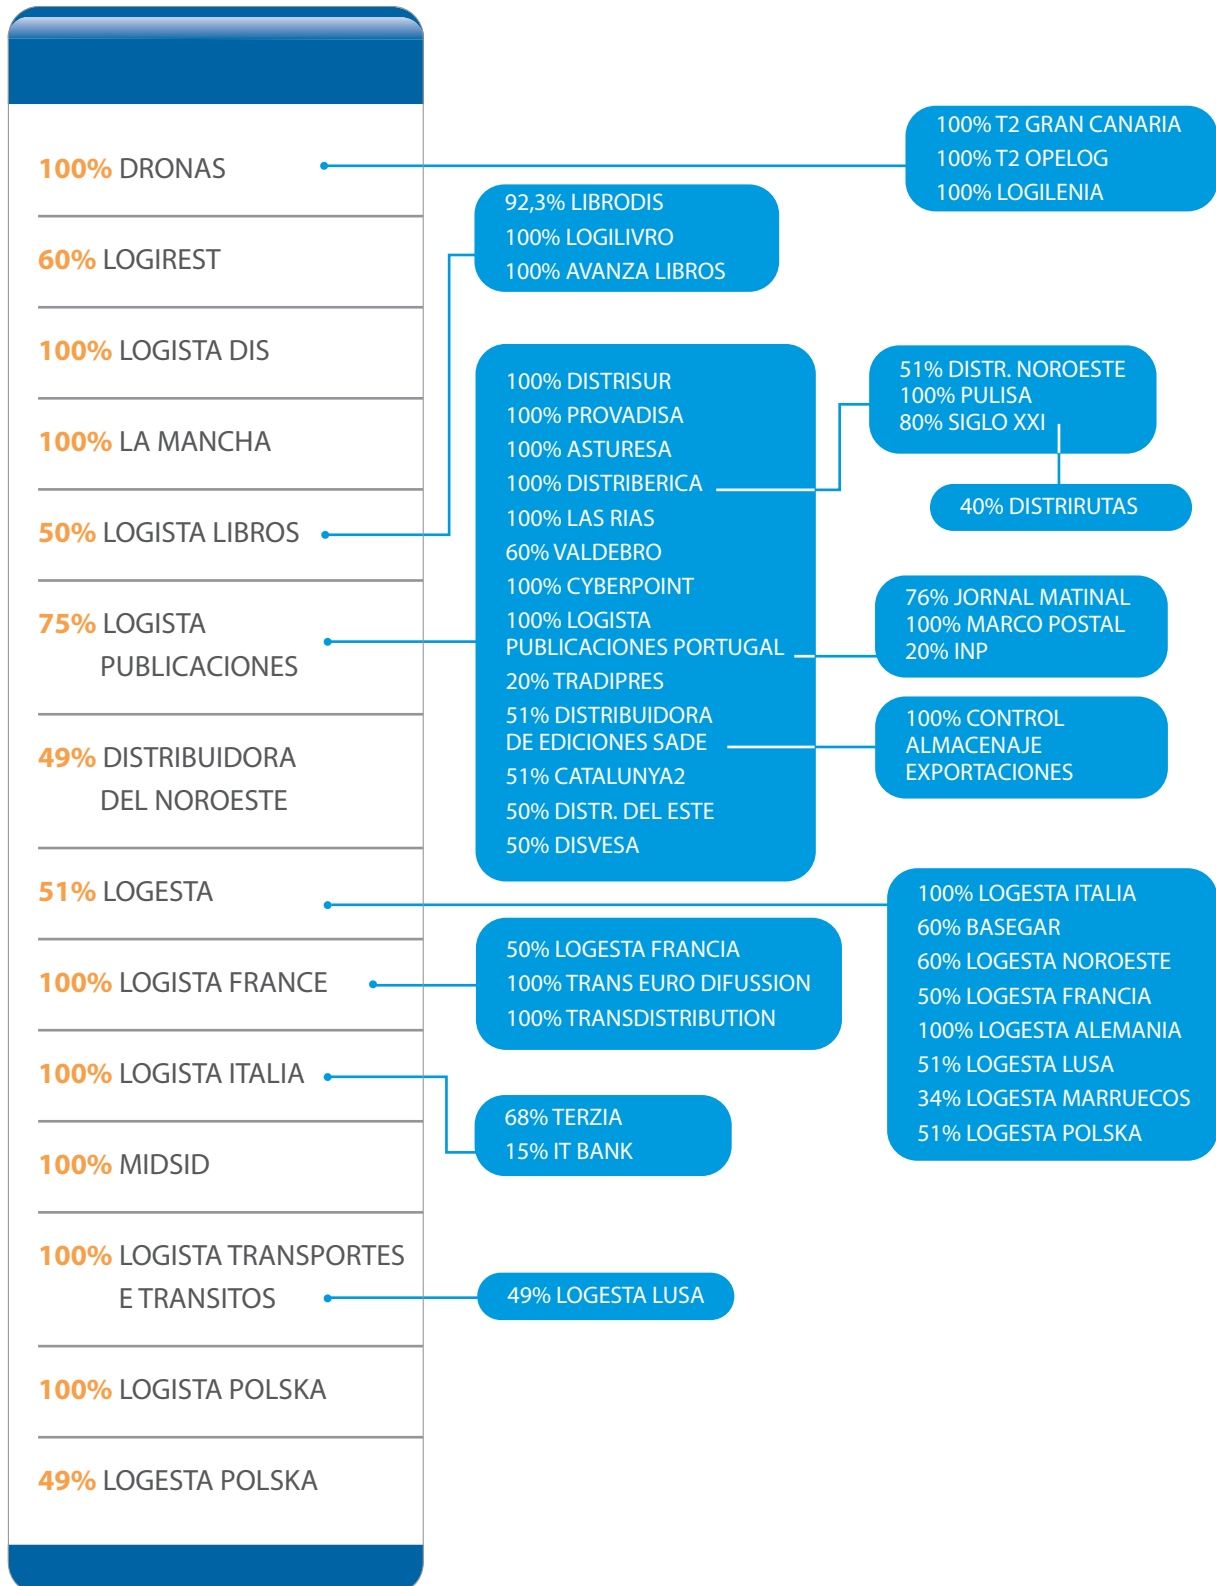 100% DRONAS
60% LOGIREST
100% LOGISTA DIS
100% LA MANCHA
50% LOGISTA LIBROS
75% LOGISTA
PUBLICACIONES
49% DISTRIBUIDORA
DEL NOROESTE
51% LOGESTA
100% LOGISTA FRANCE
100% LOGISTA ITALIA
100% MIDSID
100% LOGISTA TRANSPORTES
E TRANSITOS
100% LOGISTA POLSKA
49% LOGESTA POLSKA
100% T2 GRAN CANARIA
100% T2 OPELOG
100% LOGILENIA
92,3% LIBRODIS
100% LOGILIVRO
100% AVANZA LIBROS
100% DISTRISUR
100% PROVADISA
100% ASTURESA
100% DISTRIBERICA
100% LAS RIAS
60% VALDEBRO
100% CYBERPOINT
100% LOGISTA
PUBLICACIONES PORTUGAL
20% TRADIPRES
51% DISTRIBUIDORA
DE EDICIONES SADE
51% CATALUNYA2
50% DISTR. DEL ESTE
50% DISVESA
51% DISTR. NOROESTE
100% PULISA
80% SIGLO XXI
40% DISTRIRUTAS
76% JORNAL MATINAL
100% MARCO POSTAL
20% INP
100% CONTROL
ALMACENAJE
EXPORTACIONES
100% LOGESTA ITALIA
60% BASEGAR
60% LOGESTA NOROESTE
50% LOGESTA FRANCIA
100% LOGESTA ALEMANIA
51% LOGESTA LUSA
34% LOGESTA MARRUECOS
51% LOGESTA POLSKA
50% LOGESTA FRANCIA
100% TRANS EURO DIFUSSION
100% TRANSDISTRIBUTION
68% TERZIA
15% IT BANK
49% LOGESTA LUSA